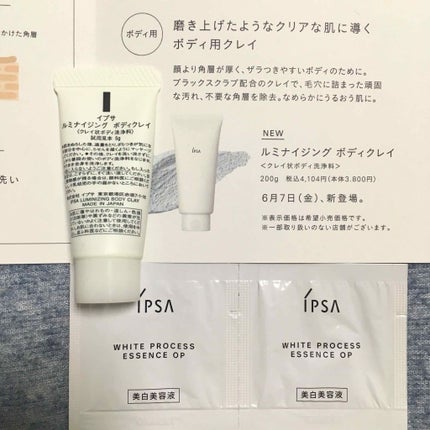 かけた角層
洗い
ボディ用
磨き上げたようなクリアな肌に導く
ボディ用クレイ
顔より角層が厚く、ザラつきやすいボディのために。
ブラックスクラブ配合のクレイで、毛穴に詰まった頑固
な汚れ、不要な角層を除去。なめらかにうるおう肌に。
NEW
ルミナイジング ボディクレイ
<クレイ状ボディ洗浄料>
200g 税込4,104円(本体3,800円)
6月7日(金)、新登場。
※表示価格は希望小売価格です。
※一部取り扱いのない店舗がございます。
イプサ
ルミナイジング ボディクレイ
(クレイ状ボディ洗浄料)
試用見本 5g
IPSA LUMINIZING BODY CLAY
MADE IN JAPAN
IPSA
WHITE PROCESS
ESSENCE OP
美白美容液
IPSA
WHITE PROCESS
ESSENCE OP
美白美容液